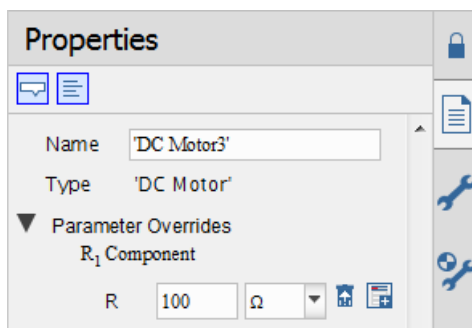 Properties
Name 'DC Motor3'
Type 'DC Motor'
Parameter Overrides
R₁ Component
R 100 Ω